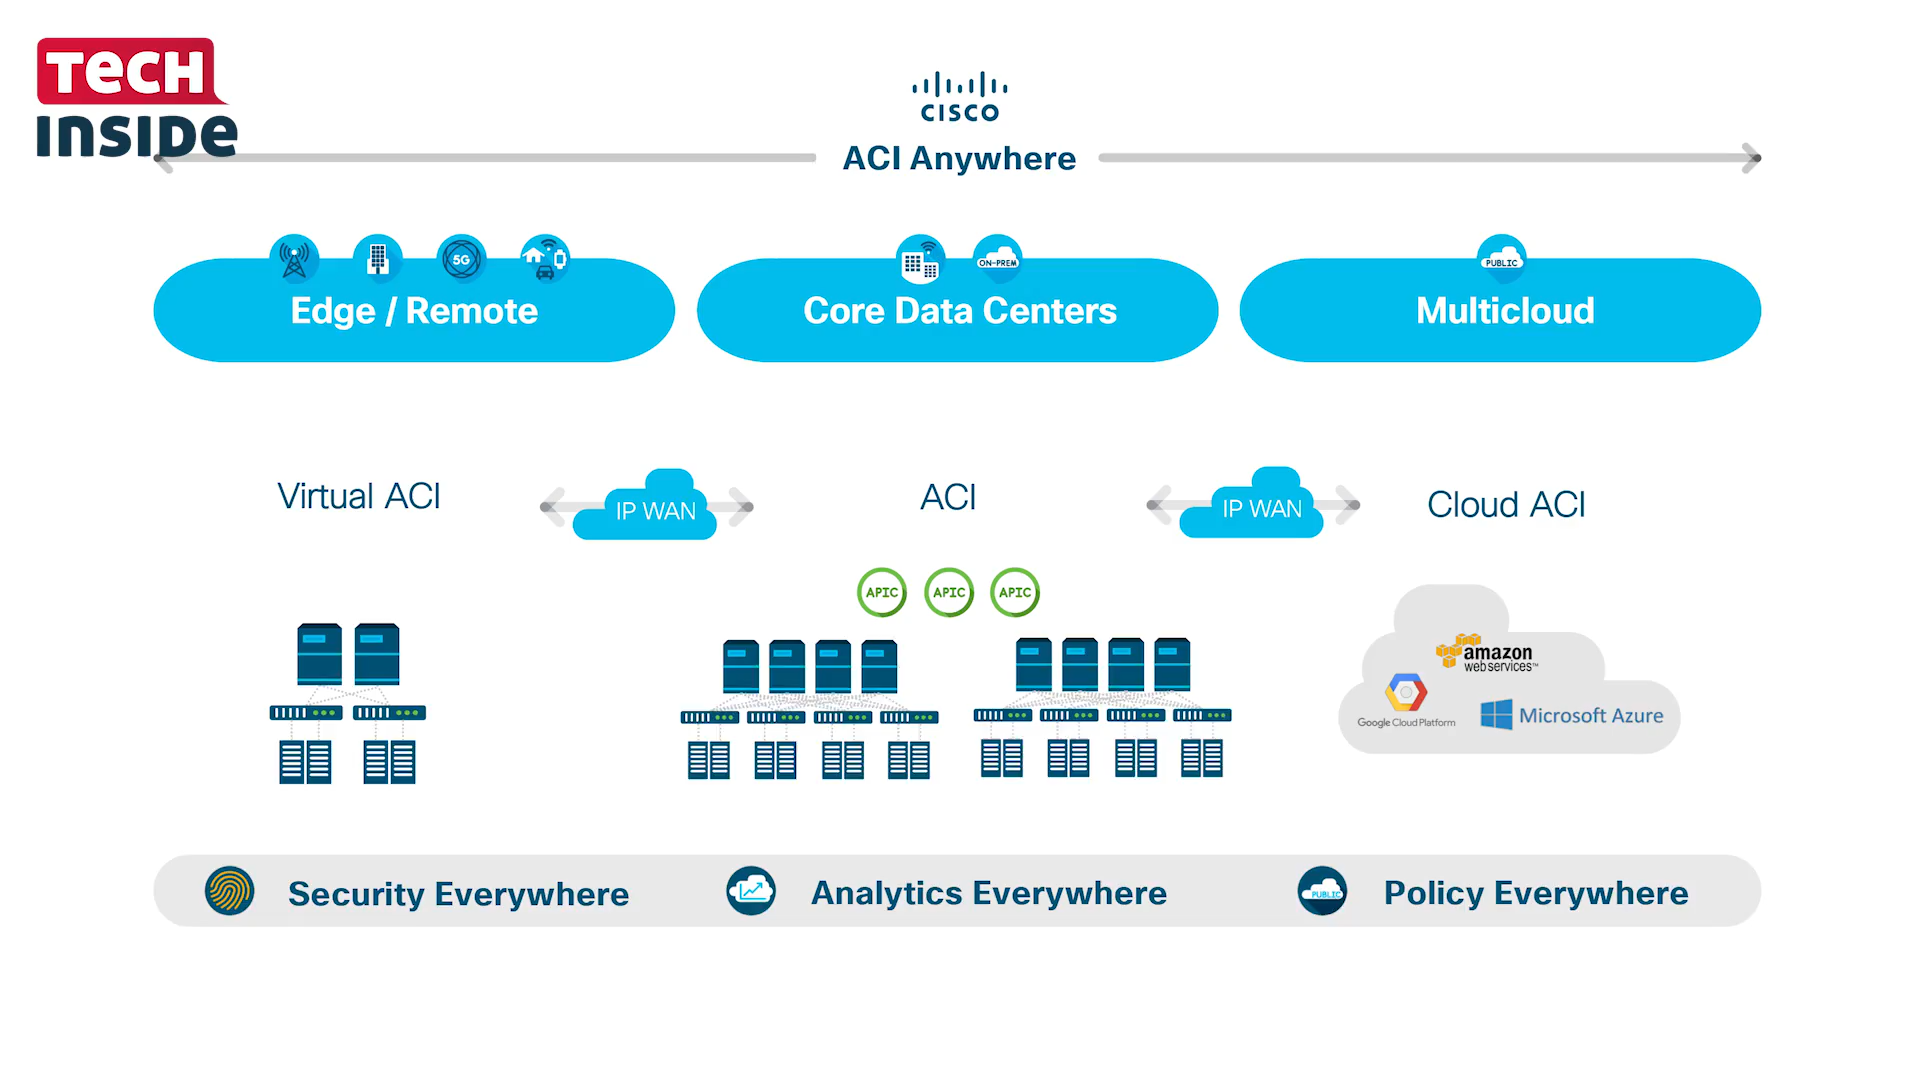 TECH
INSIDE
CISCO
ACI Anywhere
5G
ON-PREM
PUBLIC
Edge / Remote
Core Data Centers
Multicloud
Virtual ACI
IP WAN
ACI
IP WAN
Cloud ACI
APIC
APIC
APIC
amazon
webservices™
Google Cloud Platform
Microsoft Azure
Security Everywhere
Analytics Everywhere
PUBLIC
Policy Everywhere